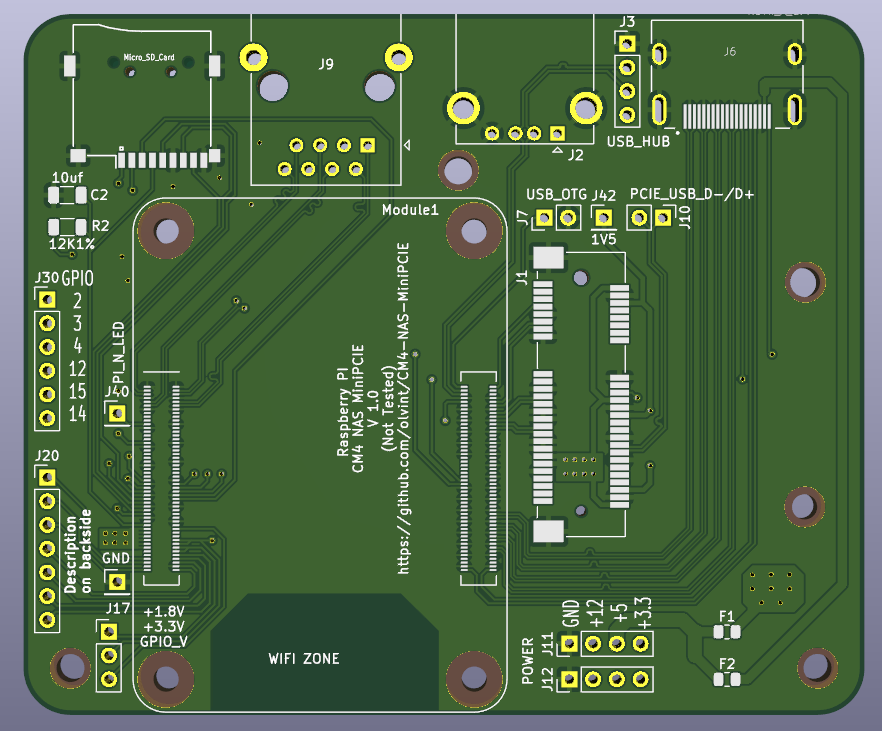 J3
Micro_SD_Card
J9
J6
J2
USB_HUB
10uf
C2
R2
12K1%
Module1
USB_OTG
J42
PCIE_USB_D-/D+
J7
1V5
J10
J1
J30
GPIO
2
3
4
12
15
14
PI_N_LED
J40
Raspberry PI
CM4 NAS MiniPCIE
V 1.0
(Not Tested)
https://github.com/olvint/CM4-NAS-MiniPCIE
J20
Description
on backside
GND
J17
+1.8V
+3.3V
GPIO_V
WIFI ZONE
POWER
GND
+12
+5
+3.3
J11
J12
F1
F2